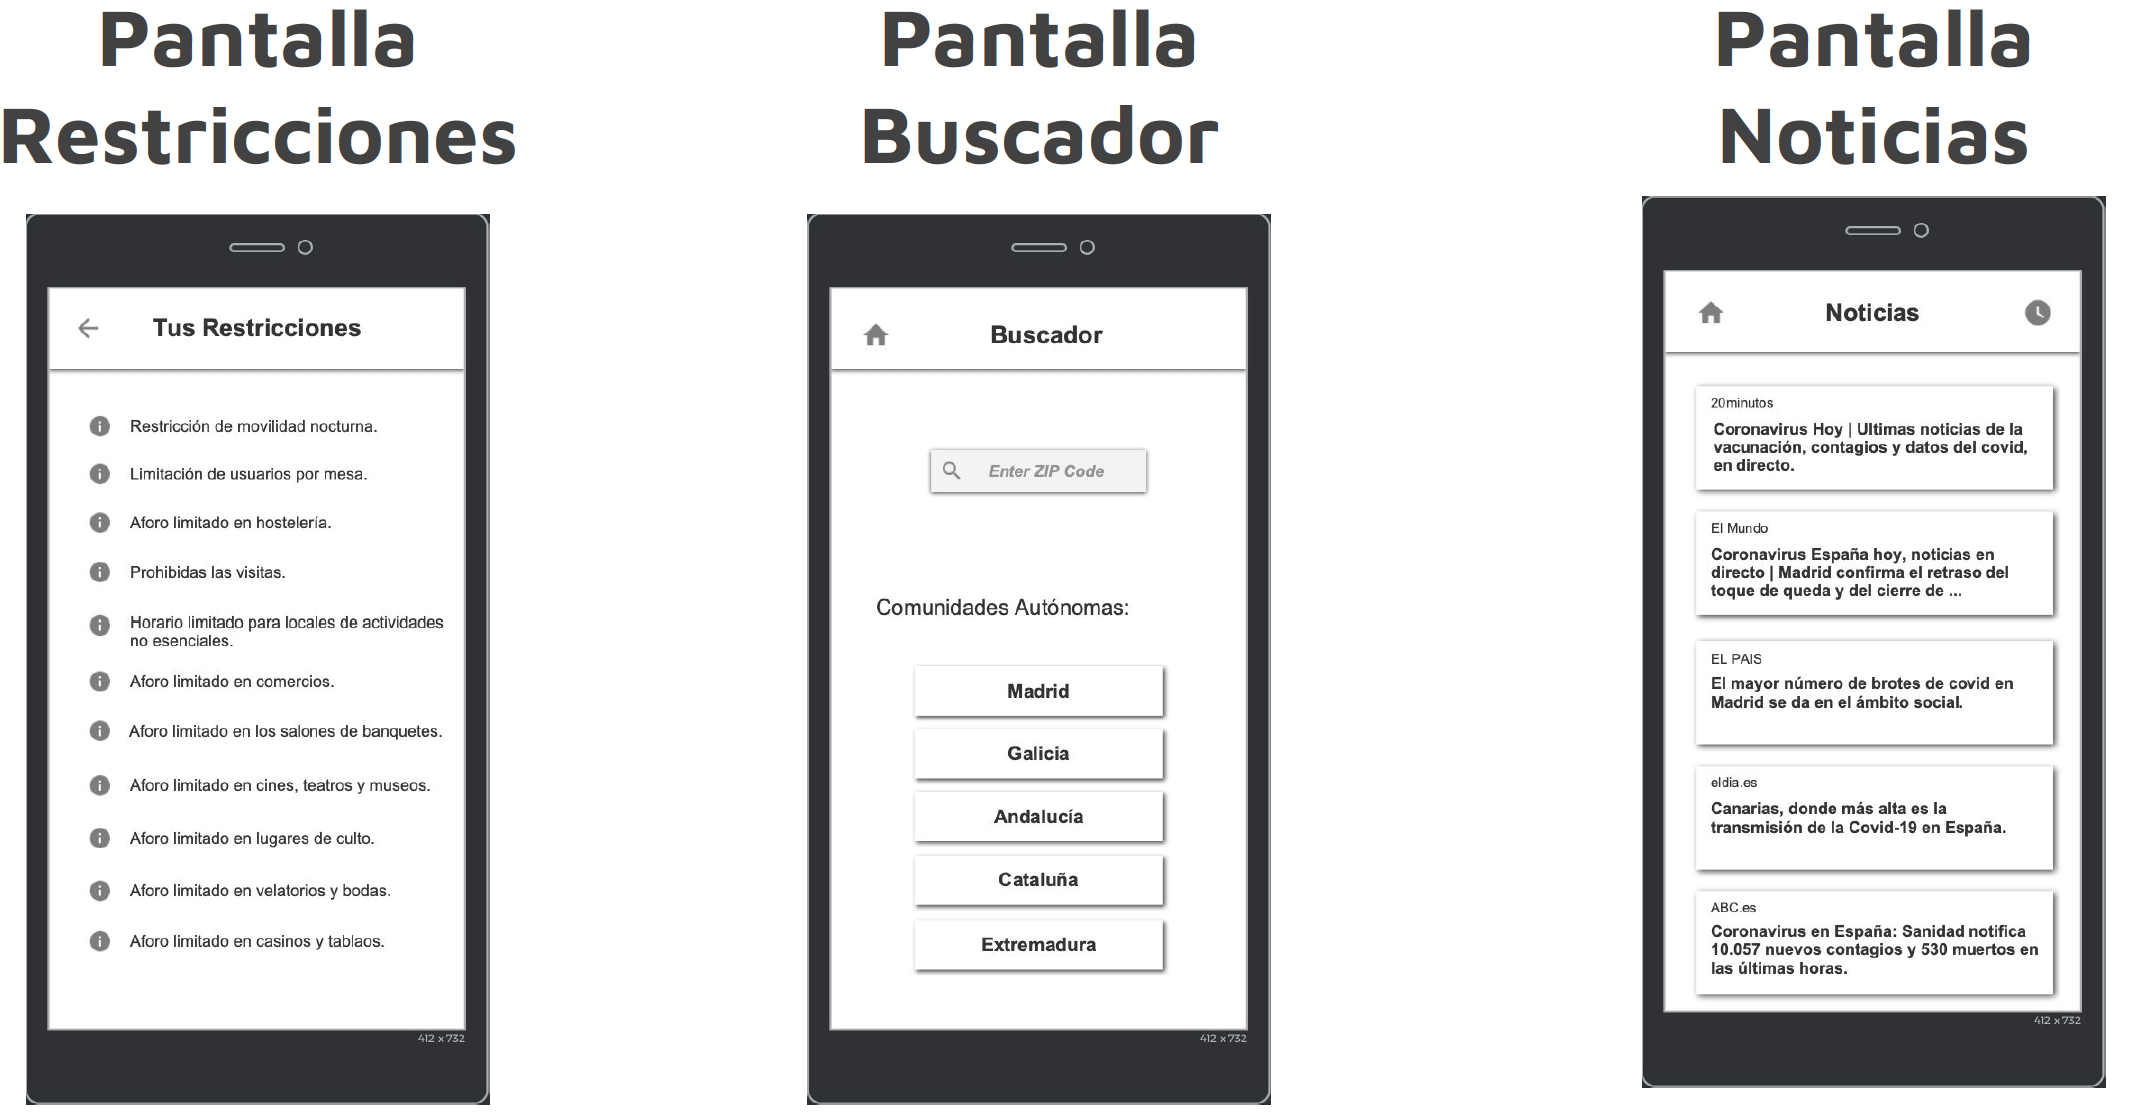 Pantalla
Restricciones
Tus Restricciones
Restricción de movilidad nocturna.
Limitación de usuarios por mesa.
Aforo limitado en hostelería.
Prohibidas las visitas.
Horario limitado para locales de actividades
no esenciales.
Aforo limitado en comercios.
Aforo limitado en los salones de banquetes.
Aforo limitado en cines, teatros y museos.
Aforo limitado en lugares de culto.
Aforo limitado en velatorios y bodas.
Aforo limitado en casinos y tablaos.
412 x 732
Pantalla
Buscador
Buscador
Enter ZIP Code
Comunidades Autónomas:
Madrid
Galicia
Andalucía
Cataluña
Extremadura
412 x 732
Pantalla
Noticias
Noticias
20minutos
Coronavirus Hoy | Ultimas noticias de la
vacunación, contagios y datos del covid,
en directo.
El Mundo
Coronavirus España hoy, noticias en
directo | Madrid confirma el retraso del
toque de queda y del cierre de ...
EL PAIS
El mayor número de brotes de covid en
Madrid se da en el ámbito social.
eldia.es
Canarias, donde más alta es la
transmisión de la Covid-19 en España.
ABC.es
Coronavirus en España: Sanidad notifica
10.057 nuevos contagios y 530 muertos en
las últimas horas.
412 x 732